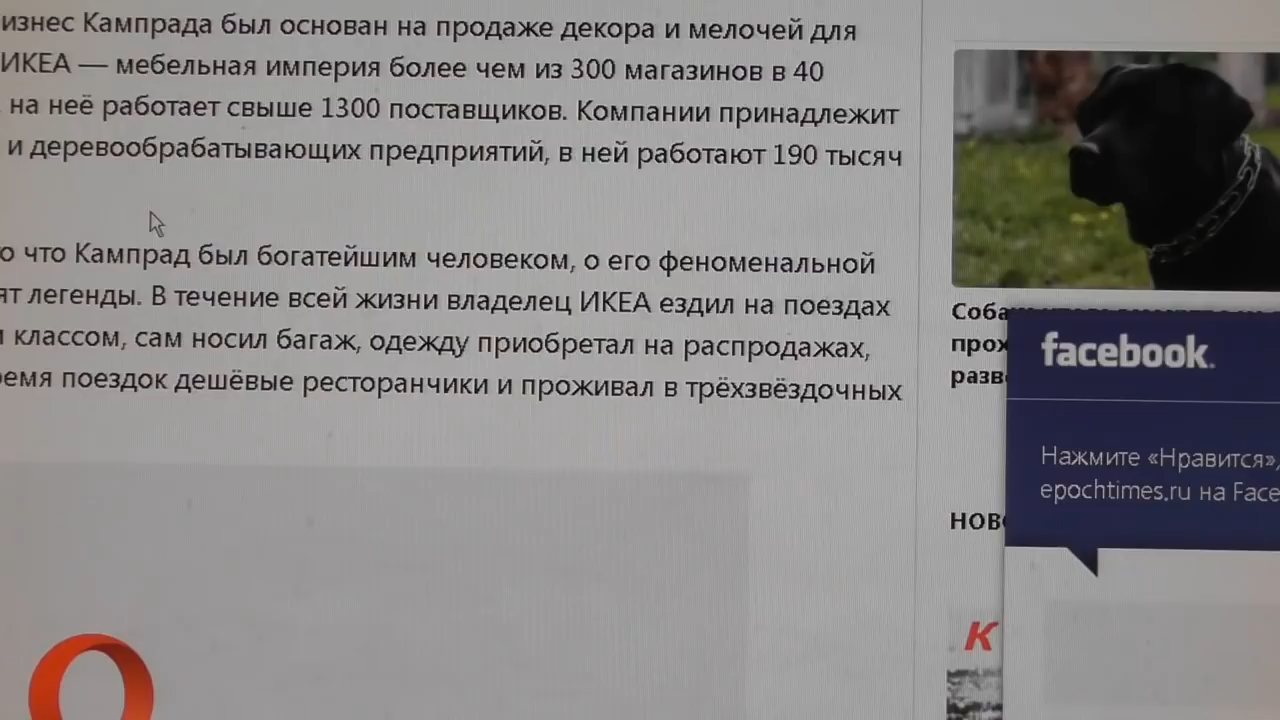 изнес Кампрада был основан на продаже декора и мелочей для
ИКЕА — мебельная империя более чем из 300 магазинов в 40
на неё работает свыше 1300 поставщиков. Компании принадлежит
и деревообрабатывающих предприятий, в ней работают 190 тысяч
о что Кампрад был богатейшим человеком, о его феноменальной
ят легенды. В течение всей жизни владелец ИКЕА ездил на поездах
классом, сам носил багаж, одежду приобретал на распродажах,
ремя поездок дешёвые ресторанчики и проживал в трёхзвёздочных
Соба
прох
разв
facebook.
Нажмите «Нравится»,
epochtimes.ru на Face
НОВ
К